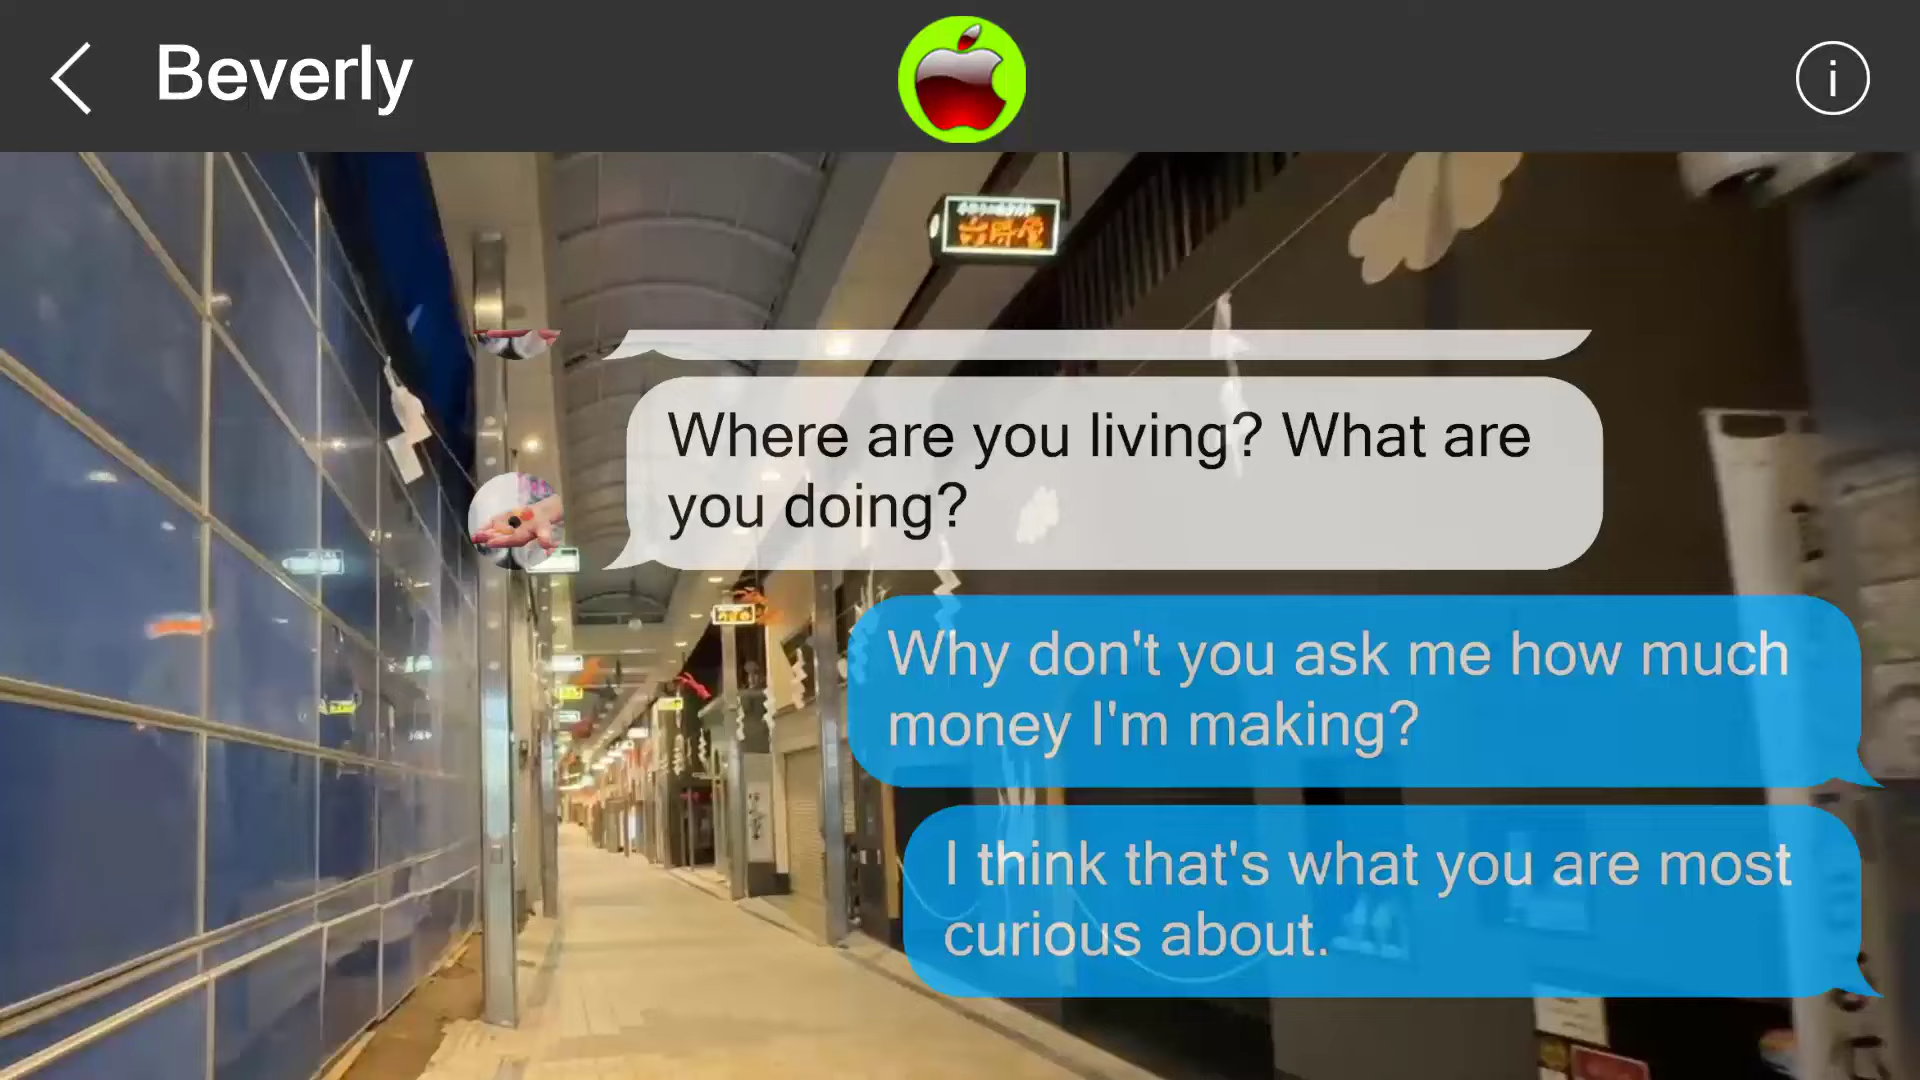 Beverly
Where are you living? What are
you doing?
Why don't you ask me how much
money I'm making?
I think that's what you are most
curious about.